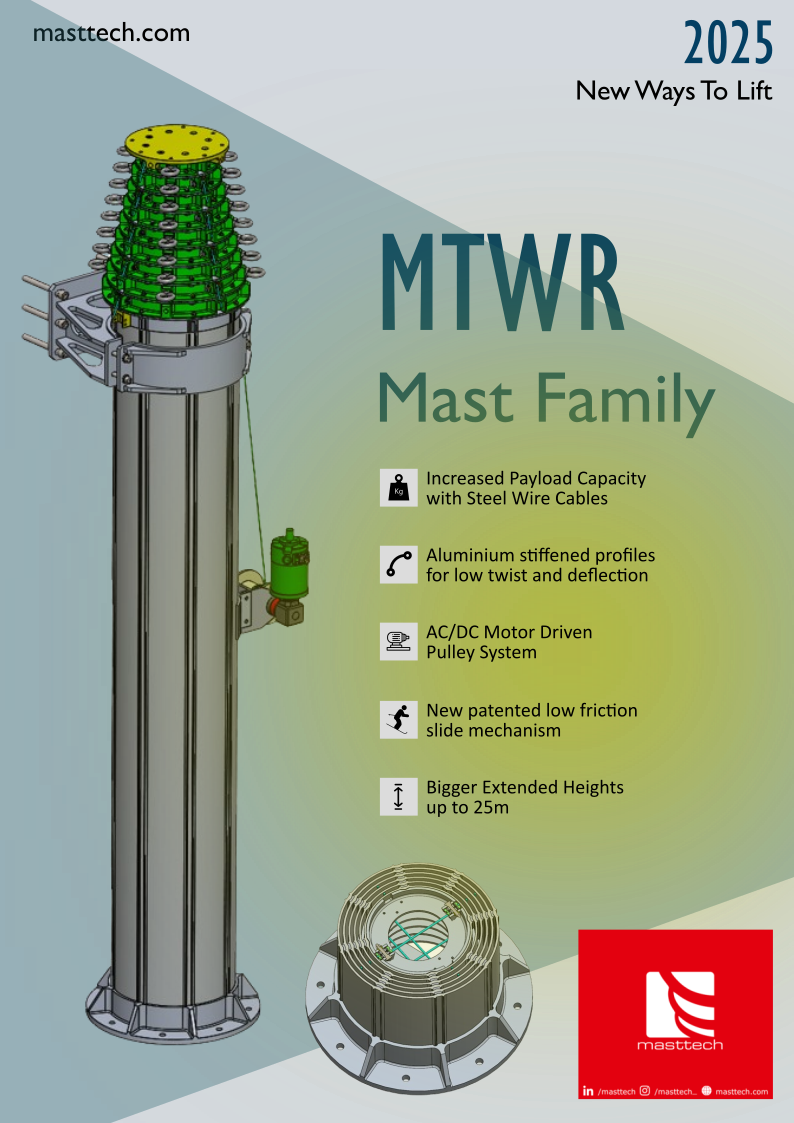 masttech.com
2025
New Ways To Lift
MTWR
Mast Family
Kg
Increased Payload Capacity
with Steel Wire Cables
Aluminium stiffened profiles
for low twist and deflection
AC/DC Motor Driven
Pulley System
New patented low friction
slide mechanism
Bigger Extended Heights
up to 25m
masttech
in /masttech /masttech_ masttech.com